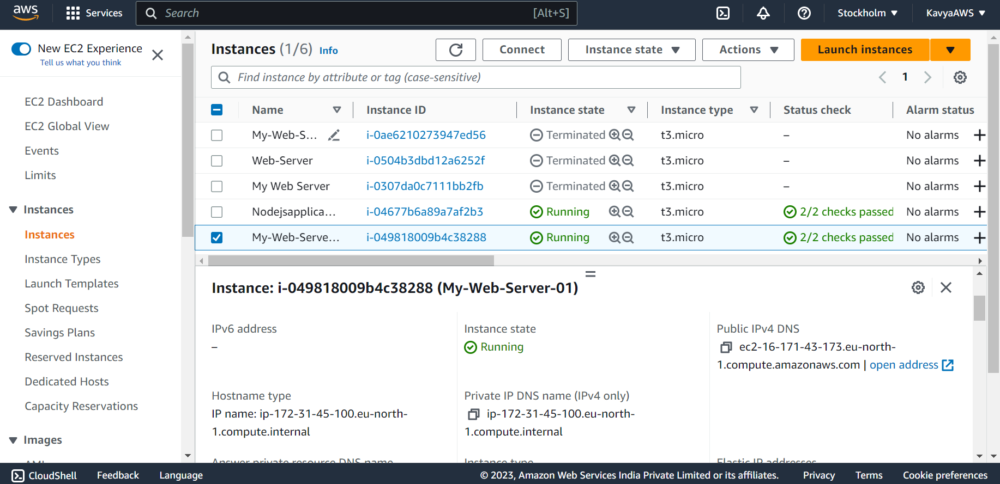 aws
Services
Search
[Alt+S]
Stockholm
KavyaAWS
New EC2 Experience
Tell us what you think
EC2 Dashboard
EC2 Global View
Events
Limits
Instances
Instances
Instance Types
Launch Templates
Spot Requests
Savings Plans
Reserved Instances
Dedicated Hosts
Capacity Reservations
Images
Instances (1/6) Info
Connect
Instance state
Actions
Launch instances
Find instance by attribute or tag (case-sensitive)
1
Name Instance ID Instance state Instance type Status check Alarm status
My-Web-S... i-0ae6210273947ed56 Terminated t3.micro – No alarms
Web-Server i-0504b3dbd12a6252f Terminated t3.micro – No alarms
My Web Server i-0307da0c7111bb2fb Terminated t3.micro – No alarms
Nodejsapplica... i-04677b6a89a7af2b3 Running t3.micro 2/2 checks passed No alarms
My-Web-Serve... i-049818009b4c38288 Running t3.micro 2/2 checks passed No alarms
Instance: i-049818009b4c38288 (My-Web-Server-01)
IPv6 address
–
Instance state
Running
Public IPv4 DNS
ec2-16-171-43-173.eu-north-
1.compute.amazonaws.com | open address
Hostname type
IP name: ip-172-31-45-100.eu-north-
1.compute.internal
Private IP DNS name (IPv4 only)
ip-172-31-45-100.eu-north-
1.compute.internal
Answer private resource DNS name
Instance type
Elastic IP addresses
CloudShell
Feedback
Language
© 2023, Amazon Web Services India Private Limited or its affiliates.
Privacy
Terms
Cookie preferences